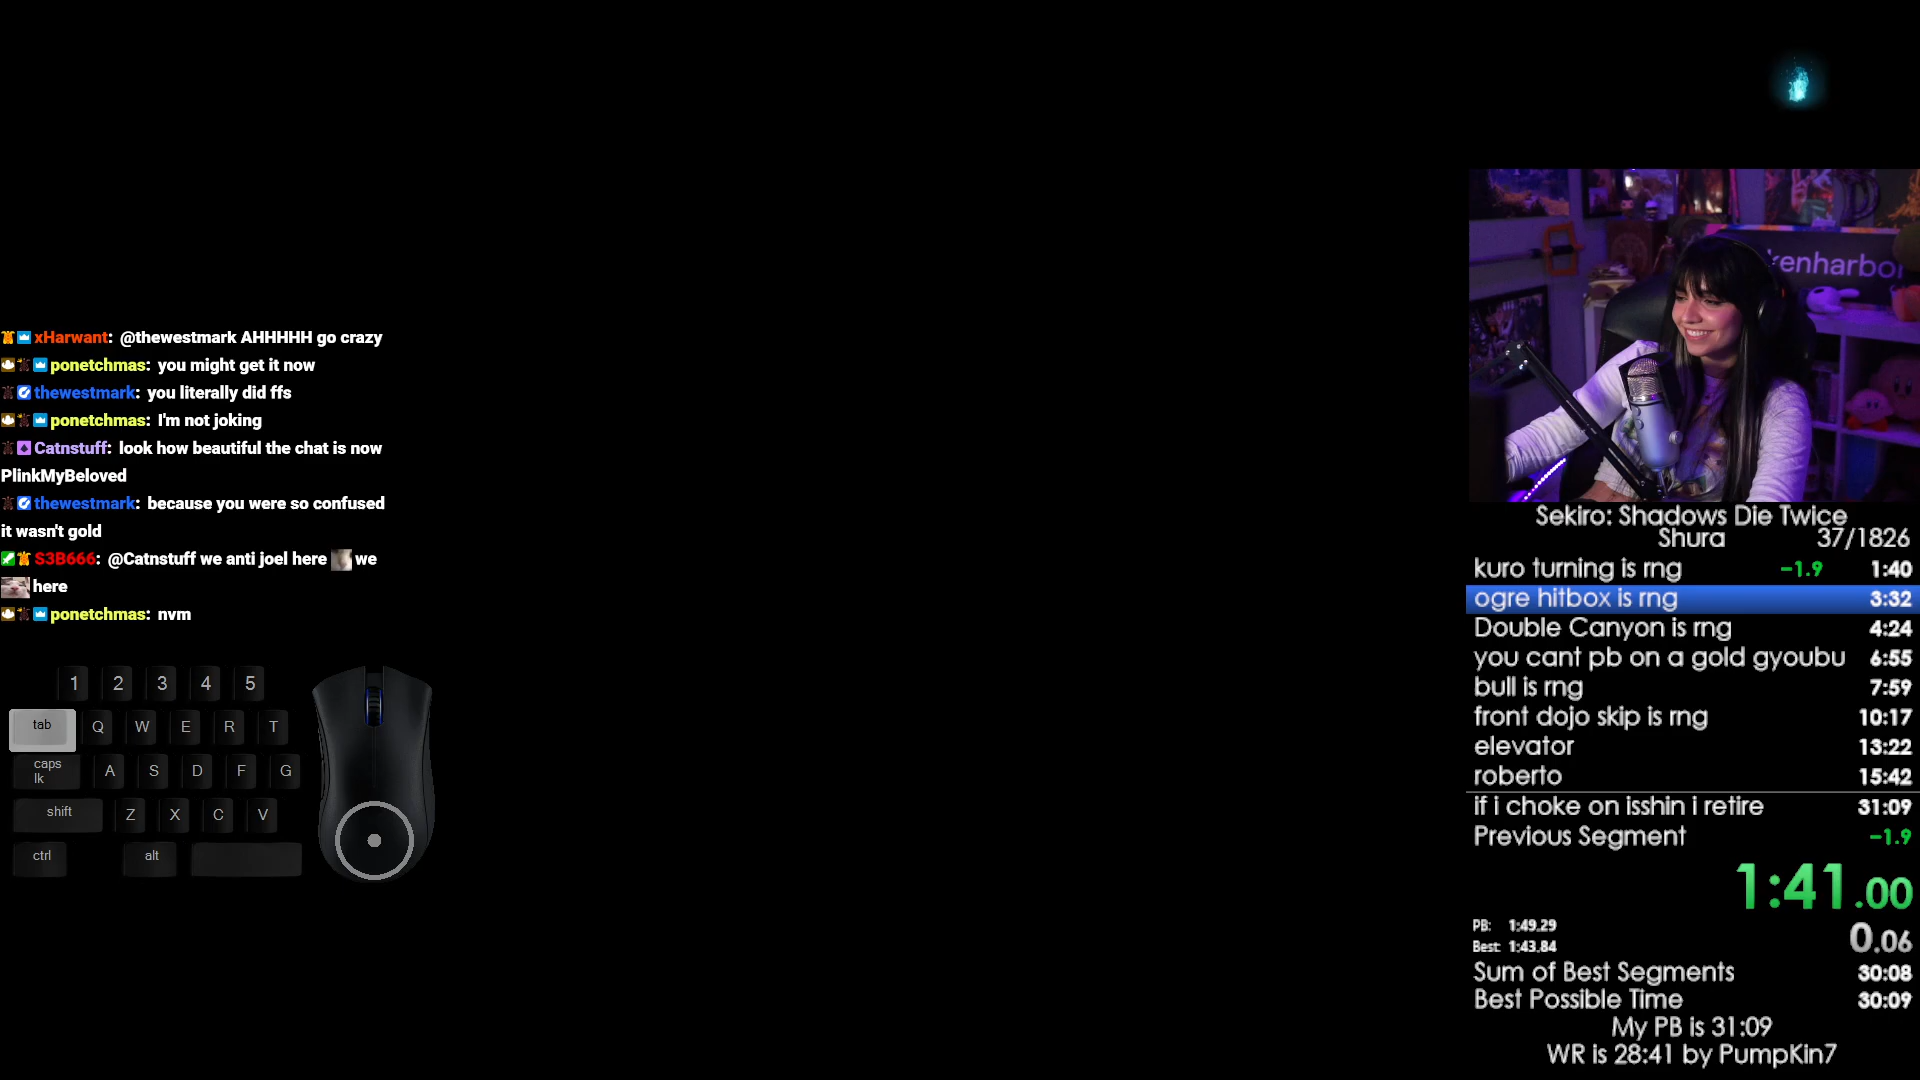 xHarwant: @thewestmark AHHHHH go crazy
ponetchmas: you might get it now
thewestmark: you literally did ffs
ponetchmas: I'm not joking
Catnstuff: look how beautiful the chat is now
PlinkMyBeloved
thewestmark: because you were so confused
it wasn't gold
S3B666: @Catnstuff we anti joel here we
here
ponetchmas: nvm
1 2 3 4 5
tab Q W E R T
caps
lk A S D F G
shift Z X C V
ctrl alt
kenharbor
Sekiro: Shadows Die Twice
Shura 37/1826
kuro turning is rng -1.9 1:40
ogre hitbox is rng 3:32
Double Canyon is rng 4:24
you cant pb on a gold gyoubu 6:55
bull is rng 7:59
front dojo skip is rng 10:17
elevator 13:22
roberto 15:42
if i choke on isshin i retire 31:09
Previous Segment -1.9
1:41.00
PB: 1:49.29
Best: 1:43.84
0.06
Sum of Best Segments 30:08
Best Possible Time 30:09
My PB is 31:09
WR is 28:41 by PumpKin7